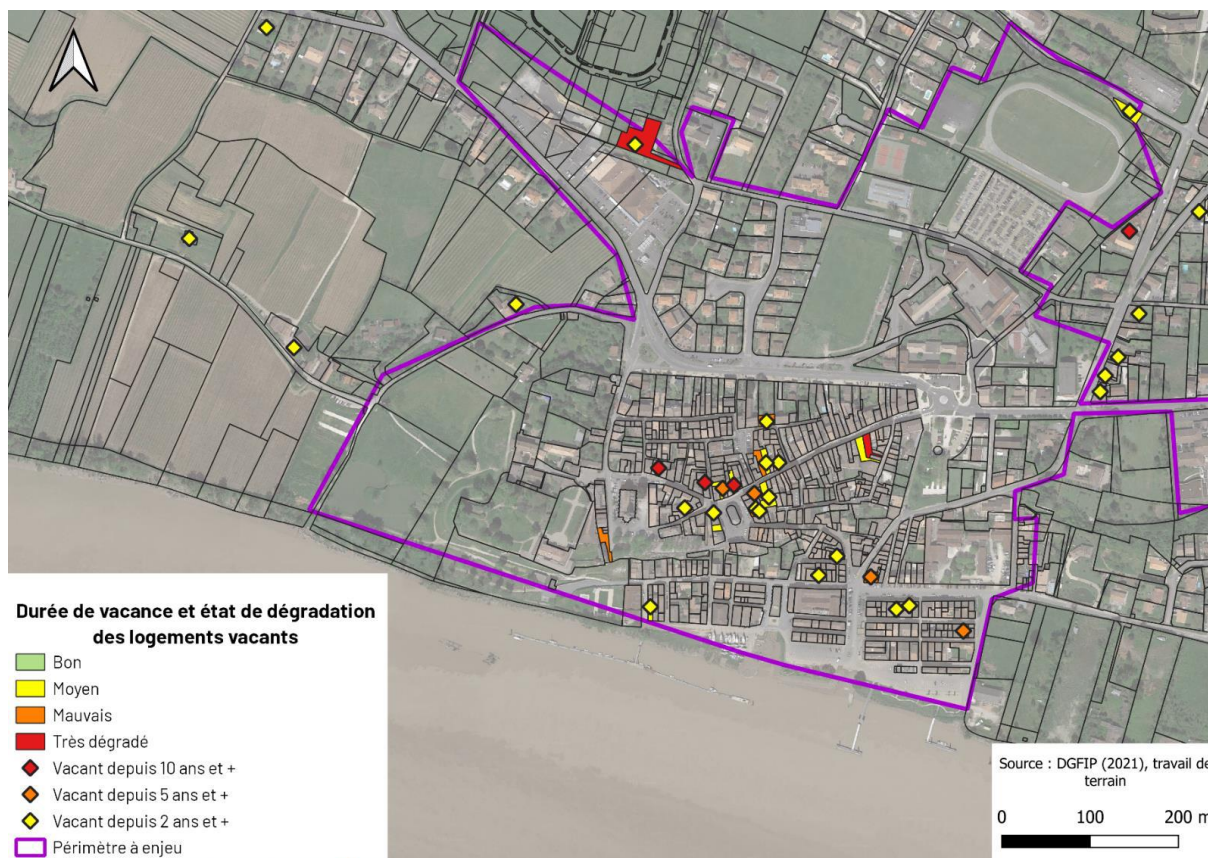 Durée de vacance et état de dégradation
des logements vacants
Bon
Moyen
Mauvais
Très dégradé
Vacant depuis 10 ans et +
Vacant depuis 5 ans et +
Vacant depuis 2 ans et +
Périmètre à enjeu
Source : DGFIP (2021), travail de
terrain
0 100 200 m